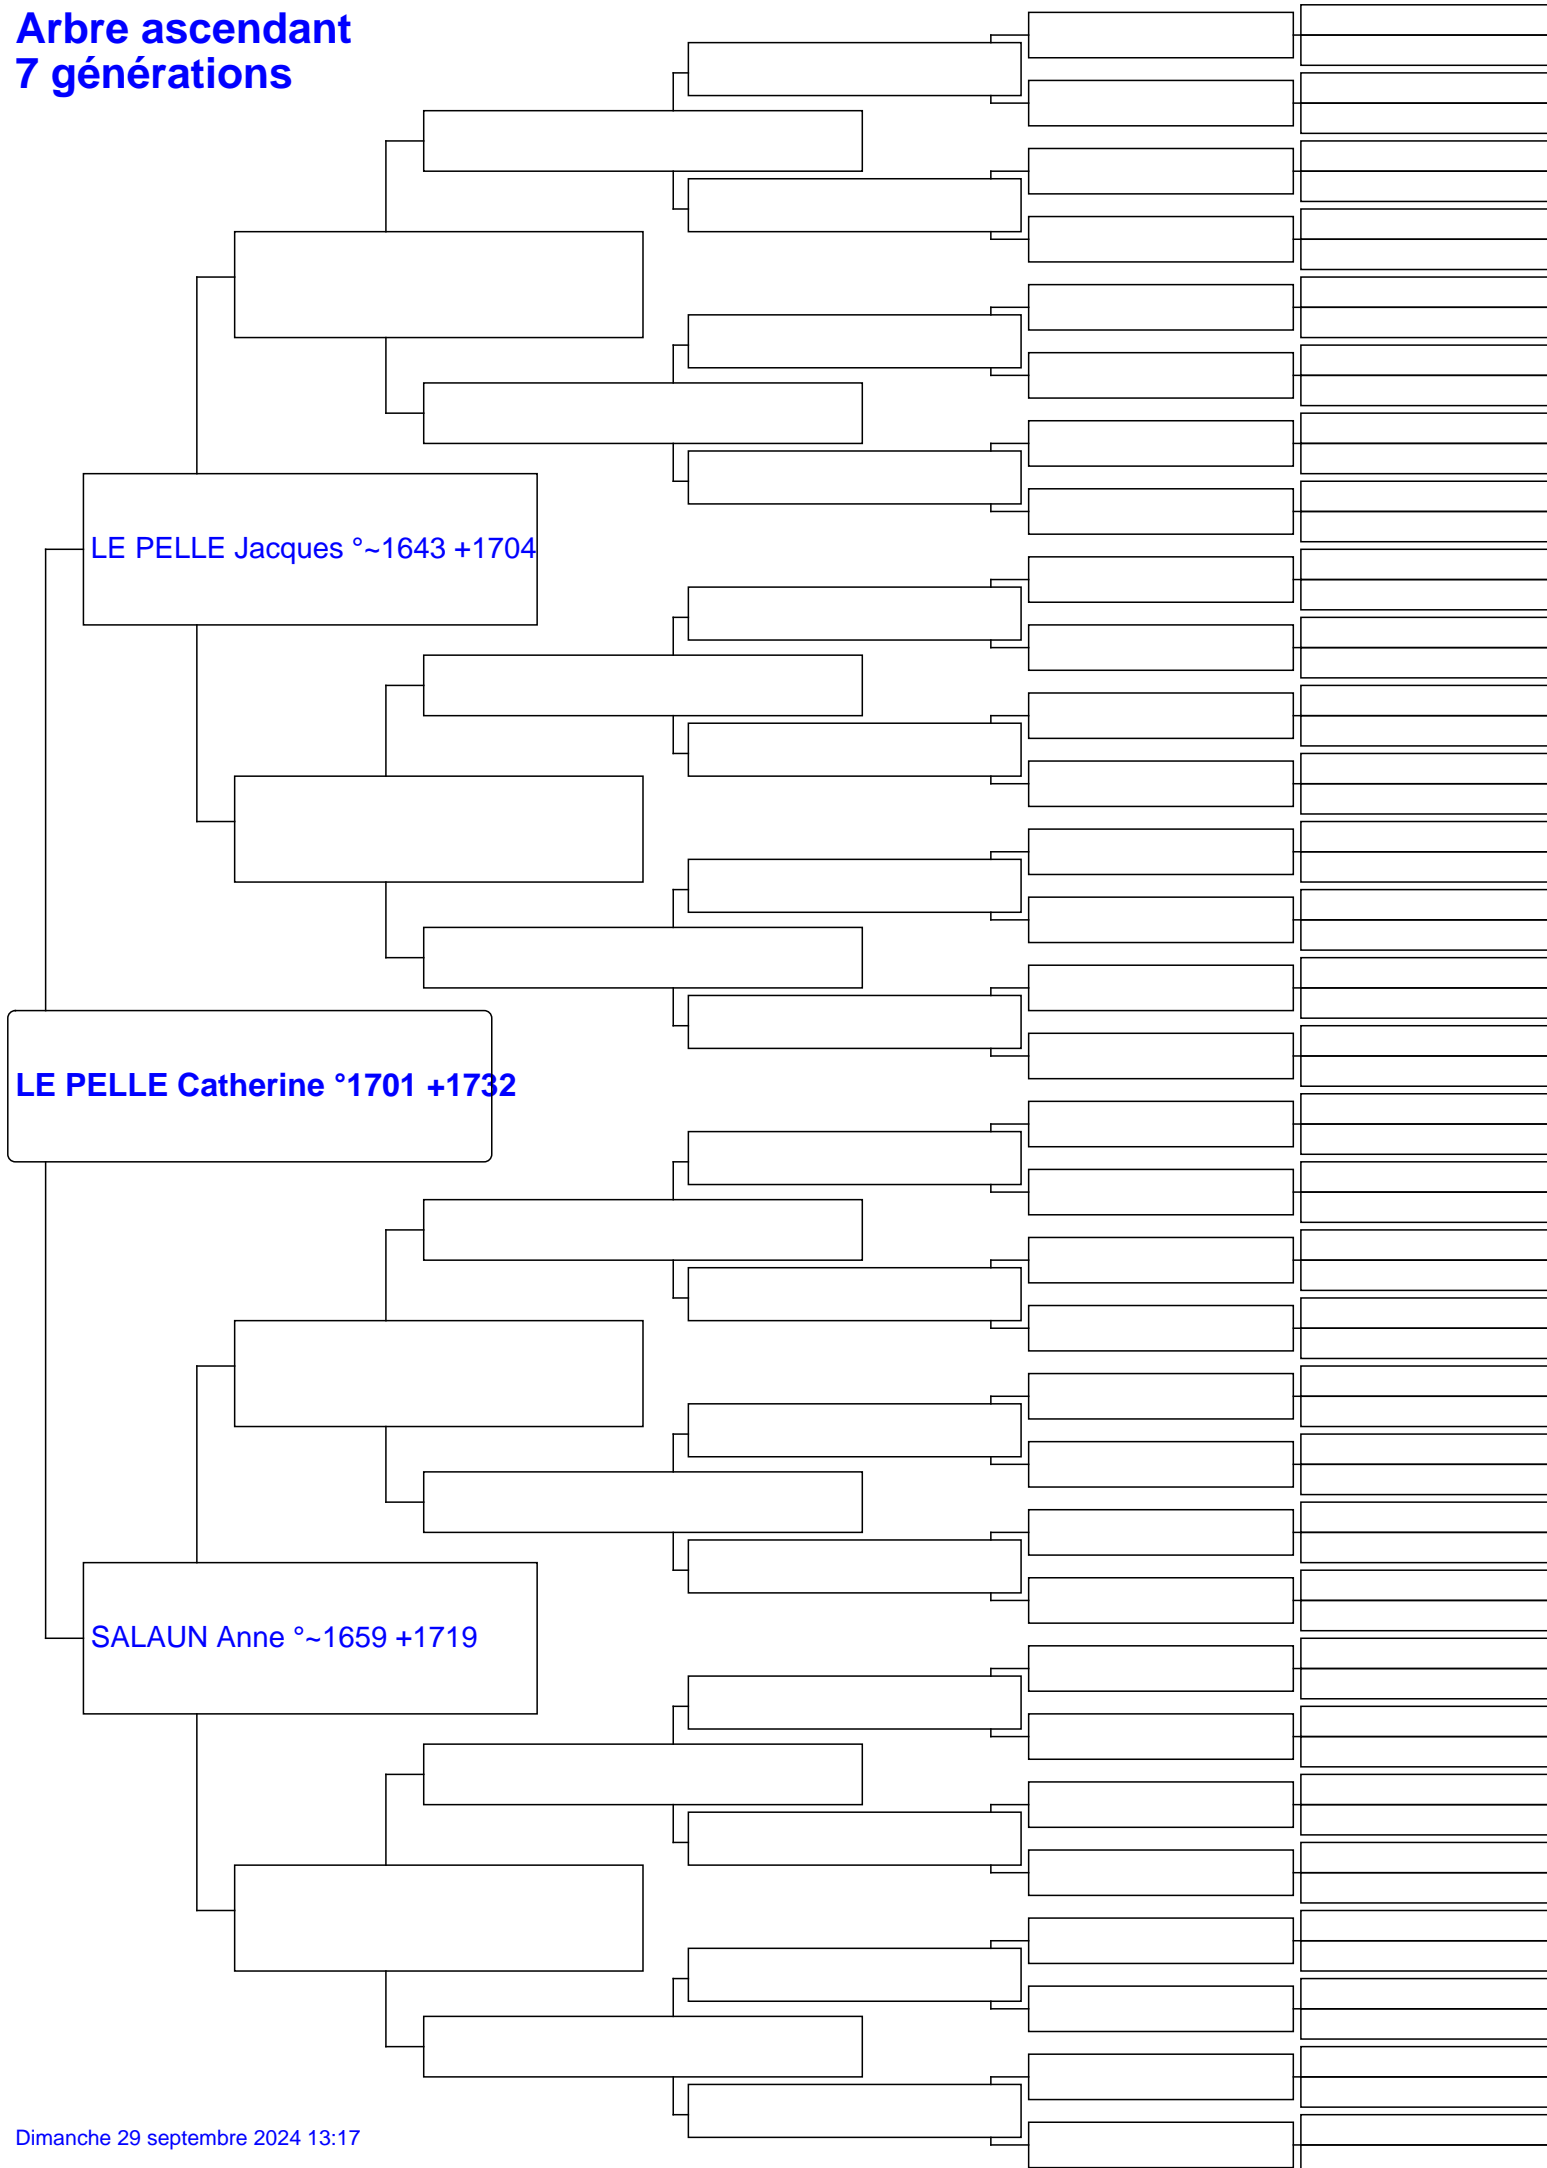 Arbre ascendant
7 générations
LE PELLE Jacques °~1643 +1704
LE PELLE Catherine °1701 +1732
SALAUN Anne °~1659 +1719
Dimanche 29 septembre 2024 13:17